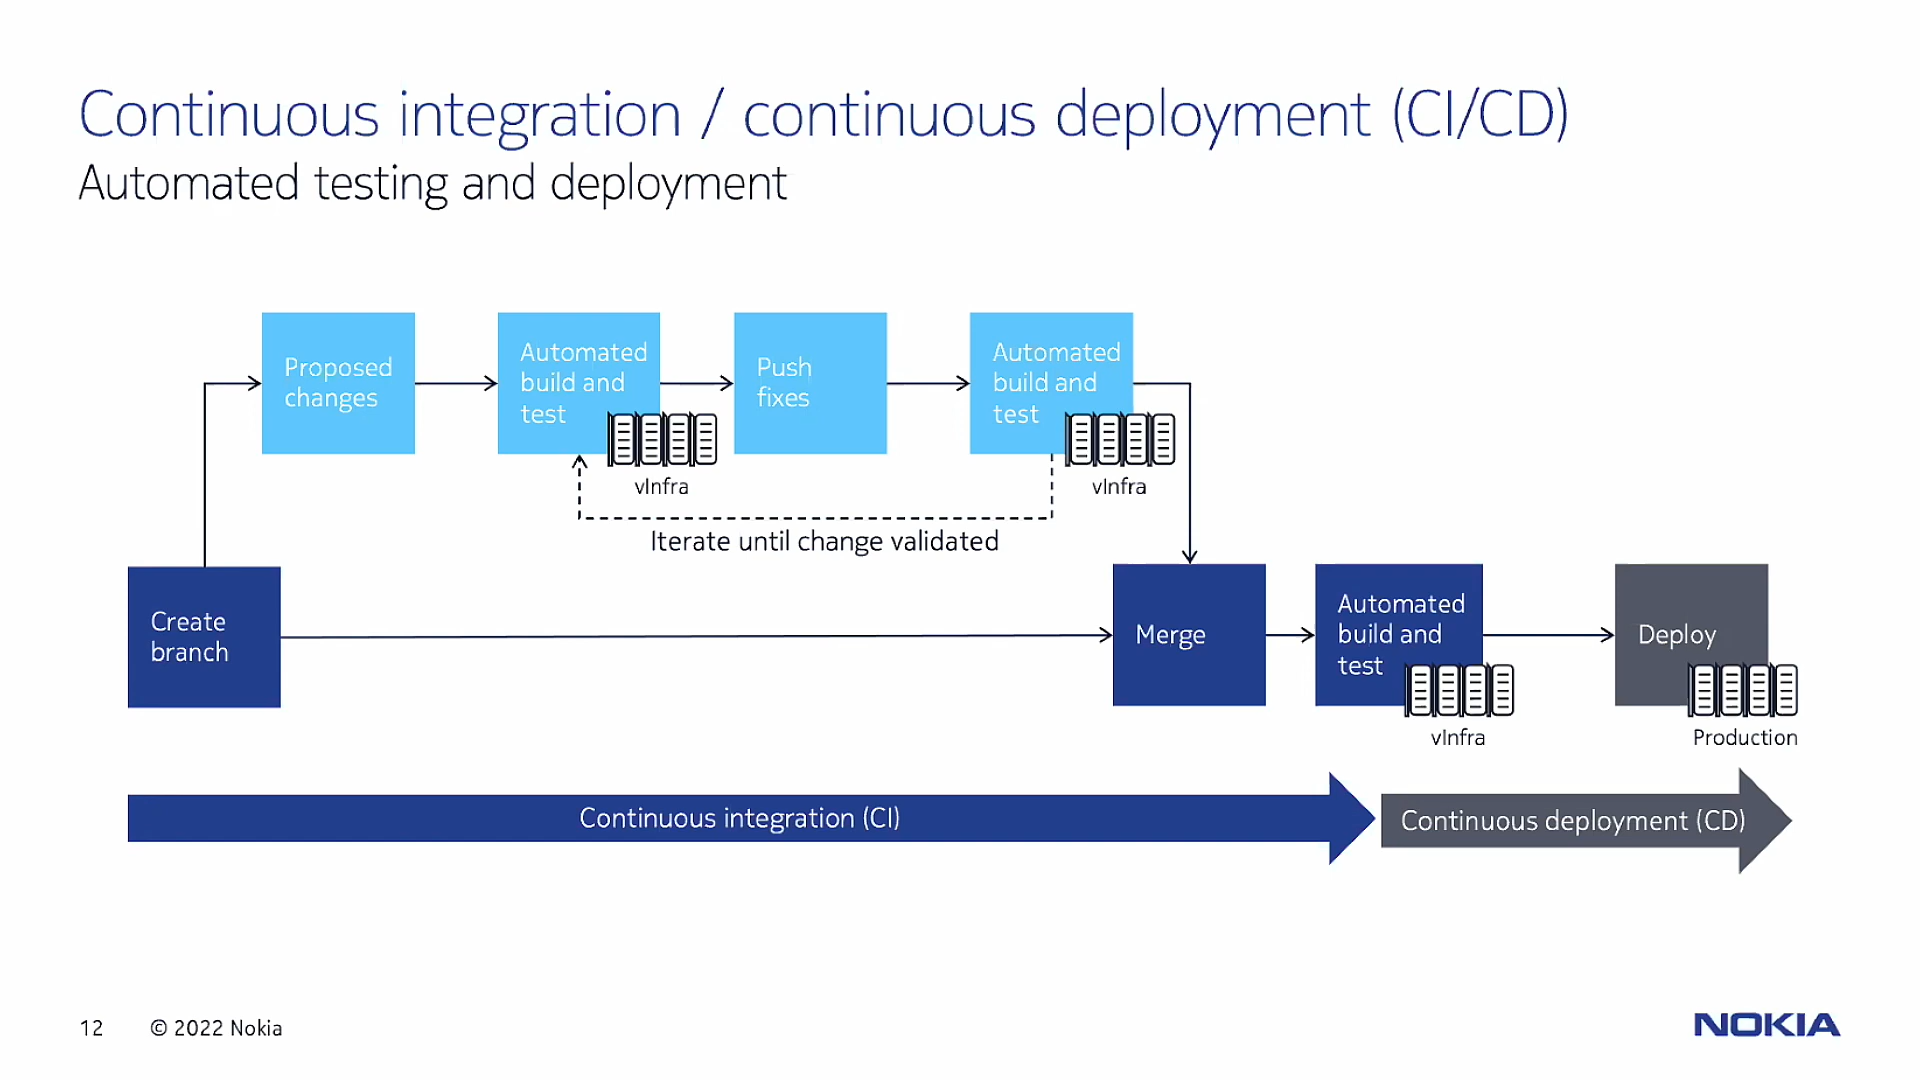 Continuous integration / continuous deployment (CI/CD)
Automated testing and deployment
Proposed
changes
Automated
build and
test
vInfra
Push
fixes
Automated
build and
test
vInfra
Iterate until change validated
Create
branch
Merge
Automated
build and
test
vInfra
Deploy
Production
Continuous integration (CI)
Continuous deployment (CD)
12
© 2022 Nokia
NOKIA